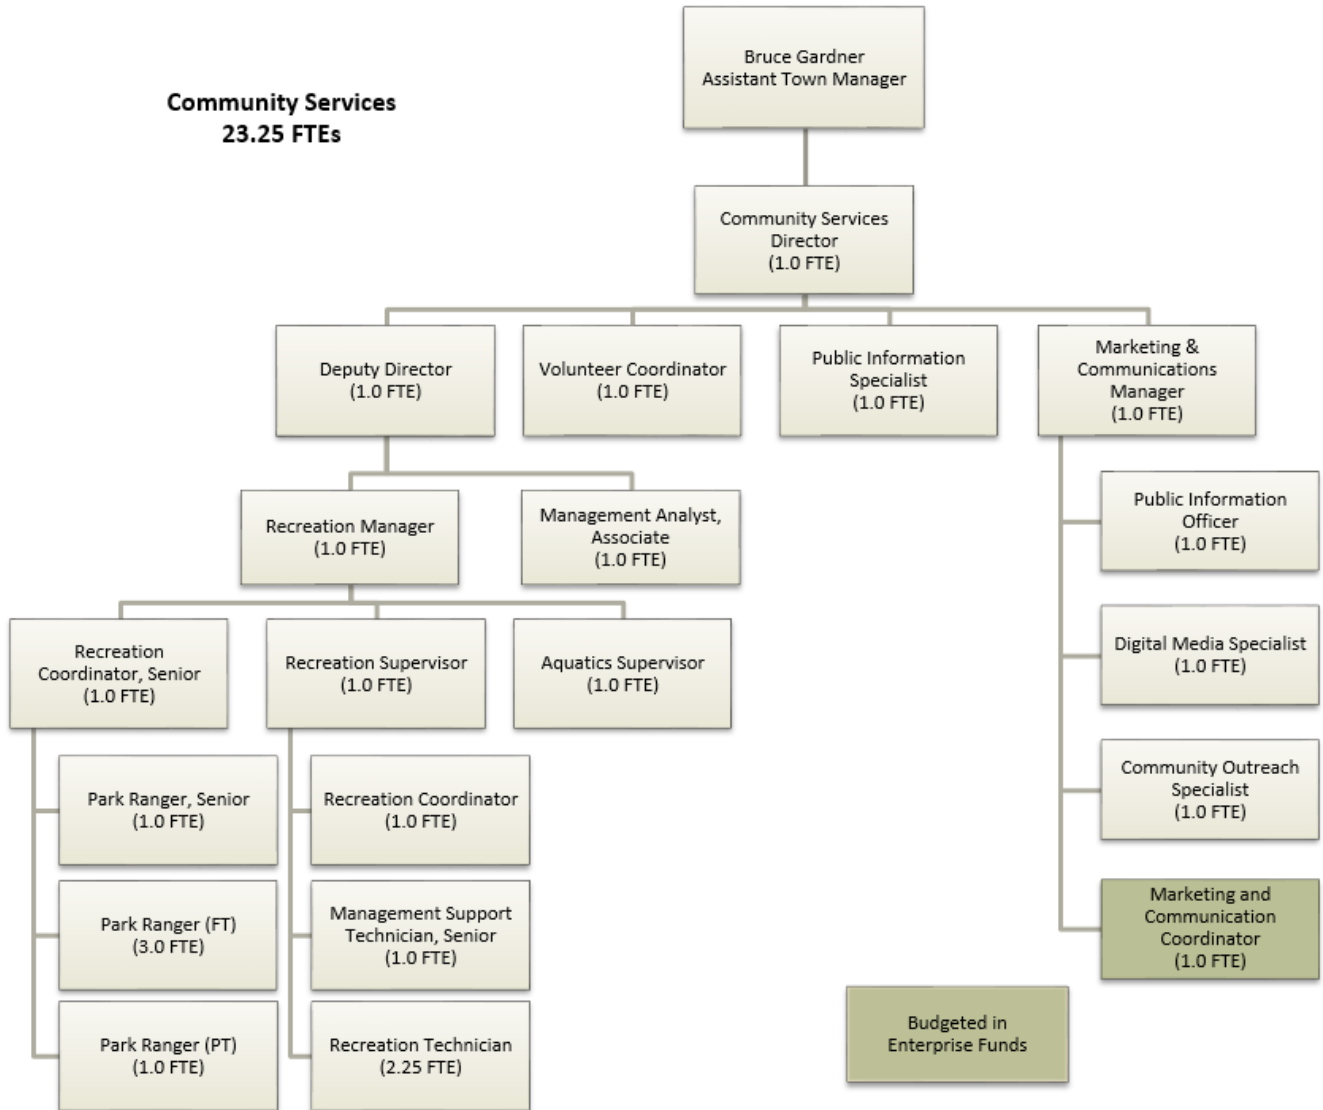 Community Services
23.25 FTEs
Bruce Gardner
Assistant Town Manager
Community Services
Director
(1.0 FTE)
Deputy Director
(1.0 FTE)
Volunteer Coordinator
(1.0 FTE)
Public Information
Specialist
(1.0 FTE)
Marketing &
Communications
Manager
(1.0 FTE)
Recreation Manager
(1.0 FTE)
Management Analyst,
Associate
(1.0 FTE)
Public Information
Officer
(1.0 FTE)
Digital Media Specialist
(1.0 FTE)
Community Outreach
Specialist
(1.0 FTE)
Marketing and
Communication
Coordinator
(1.0 FTE)
Recreation
Coordinator, Senior
(1.0 FTE)
Recreation Supervisor
(1.0 FTE)
Aquatics Supervisor
(1.0 FTE)
Park Ranger, Senior
(1.0 FTE)
Park Ranger (FT)
(3.0 FTE)
Park Ranger (PT)
(1.0 FTE)
Recreation Coordinator
(1.0 FTE)
Management Support
Technician, Senior
(1.0 FTE)
Recreation Technician
(2.25 FTE)
Budgeted in
Enterprise Funds